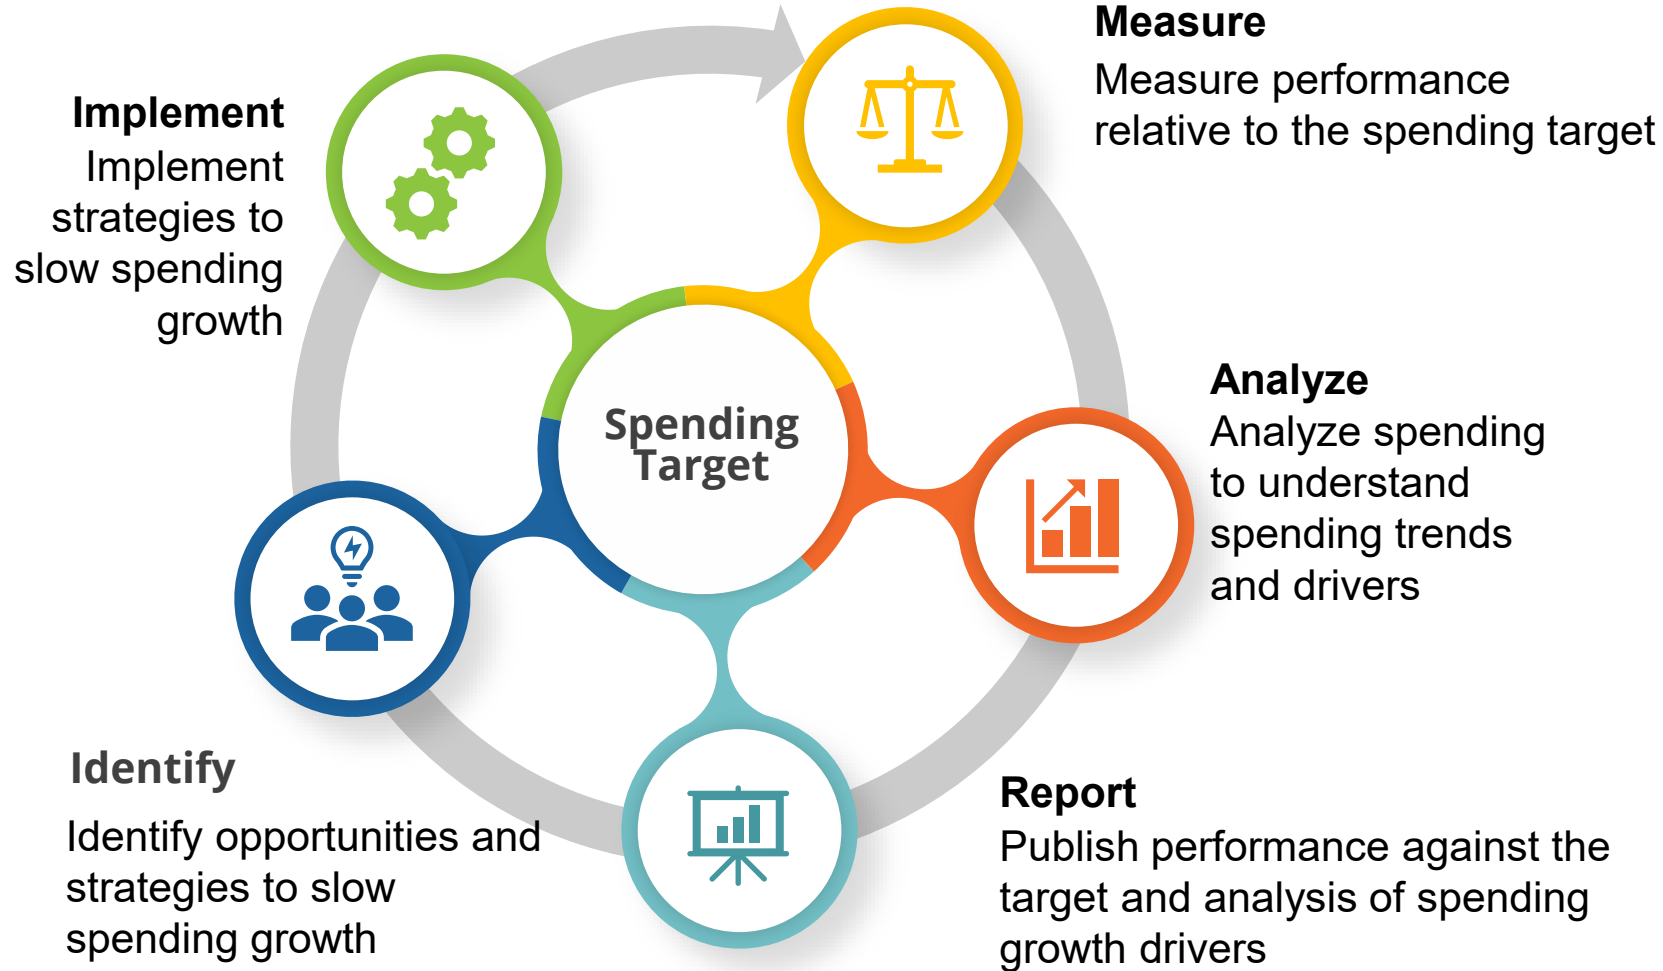 Measure
Measure performance
relative to the spending target
Implement
Implement
strategies to
slow spending
growth
Spending
Target
Analyze
Analyze spending
to understand
spending trends
and drivers
Identify
Identify opportunities and
strategies to slow
spending growth
Report
Publish performance against the
target and analysis of spending
growth drivers